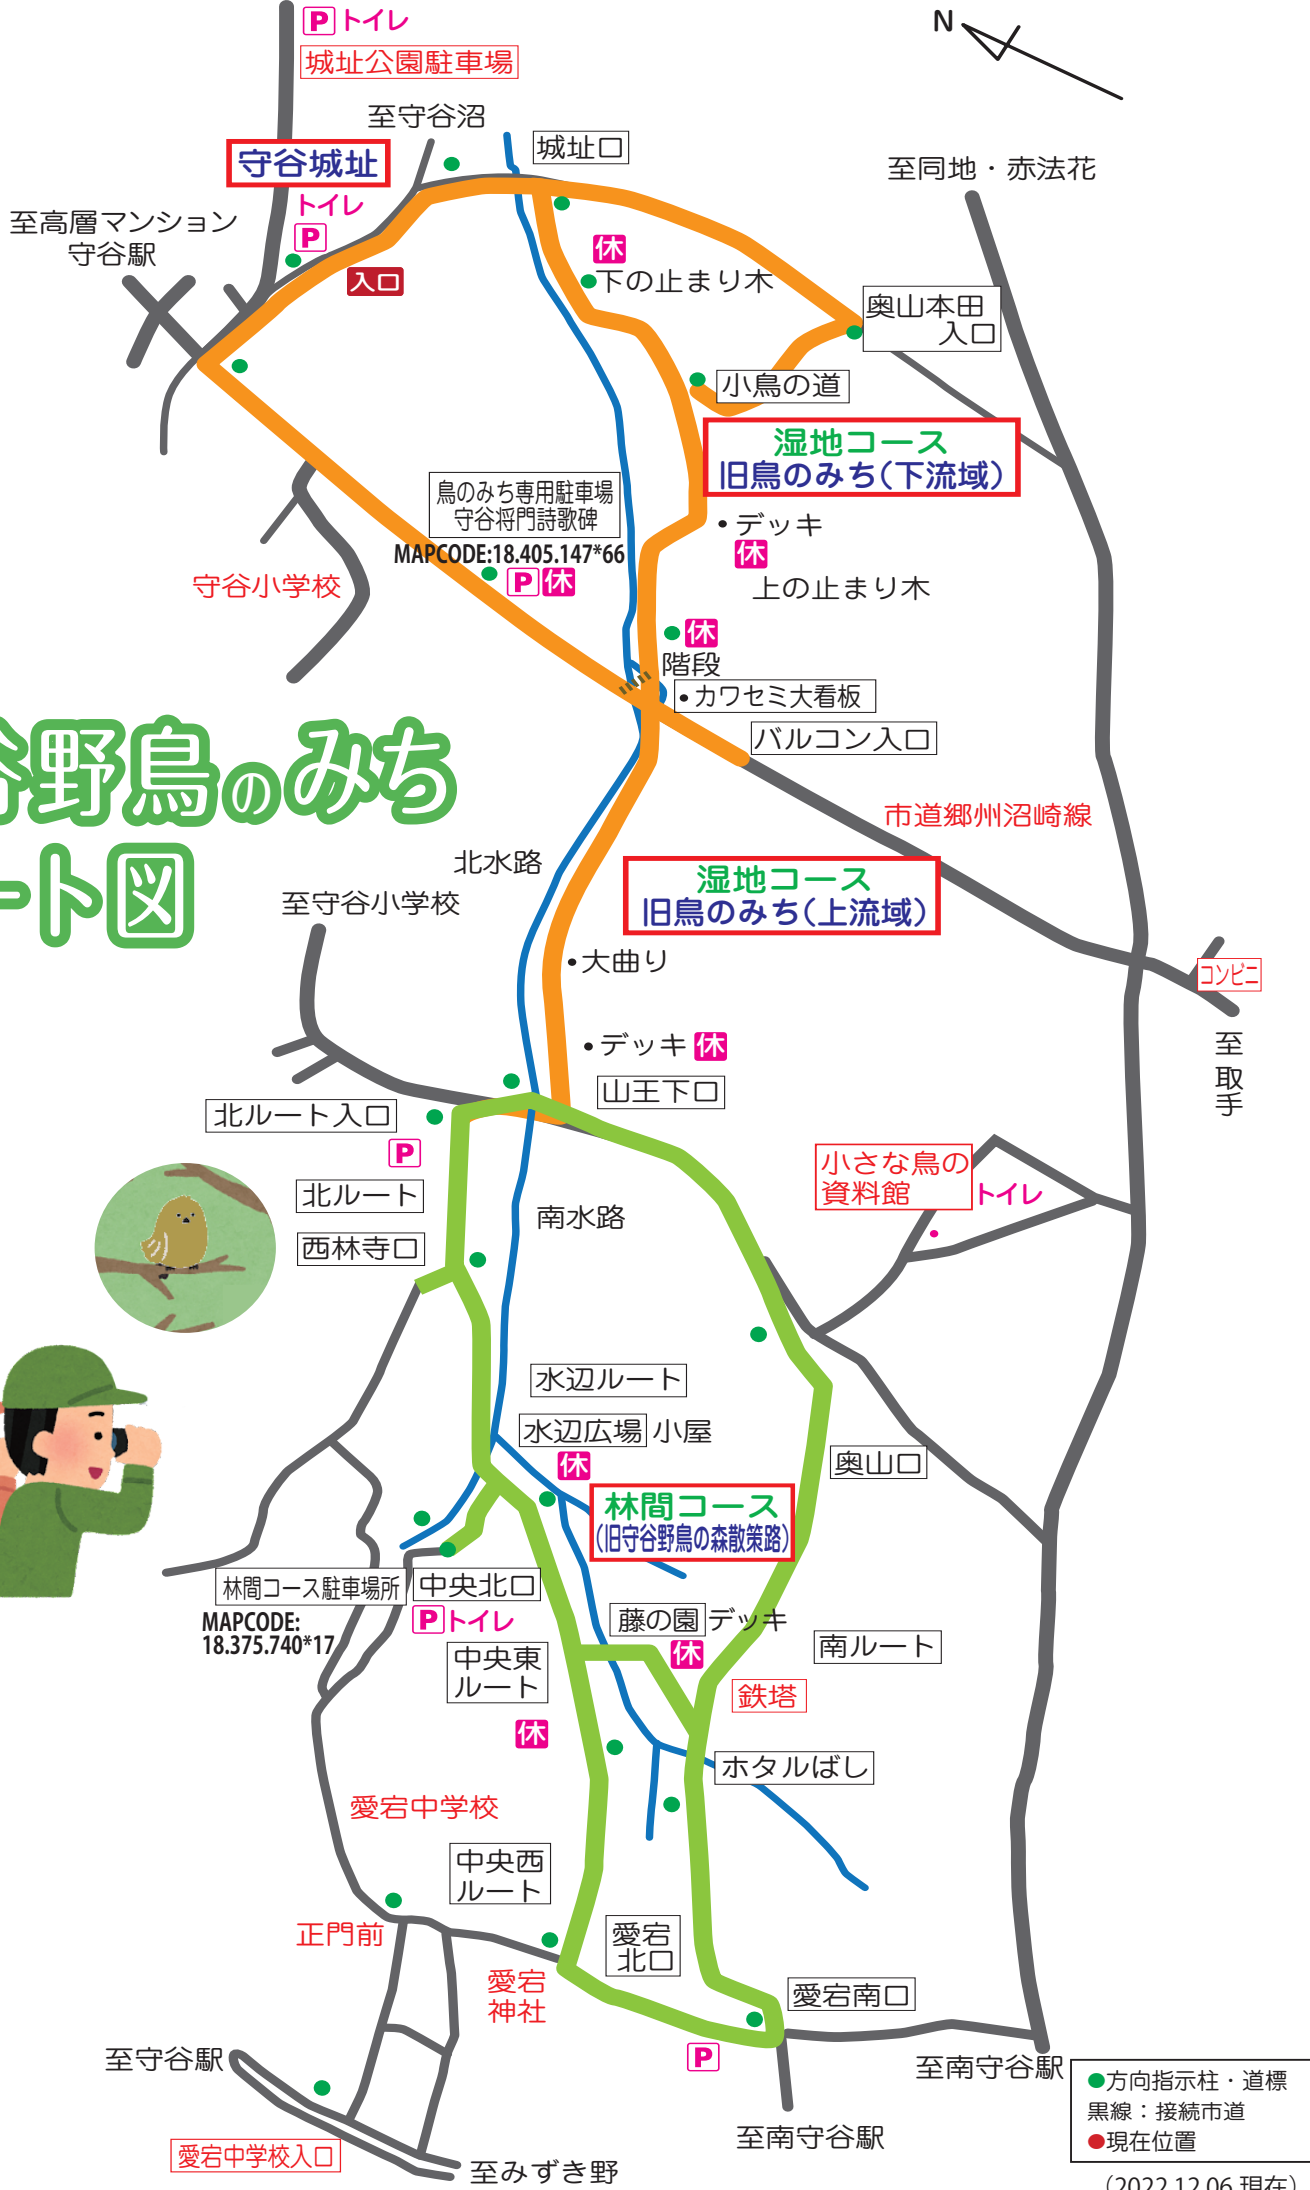 N
Pトイレ
城址公園駐車場
至守谷沼
城址口
守谷城址
至同地・赤法花
トイレ
P
至高層マンション
守谷駅
入口
休
下の止まり木
奥山本田
入口
小鳥の道
湿地コース
旧鳥のみち(下流域)
鳥のみち専用駐車場
守谷将門詩歌碑
MAPCODE:18.405.147*66
P休
・デッキ
休
守谷小学校
上の止まり木
休
階段
・カワセミ大看板
バルコン入口
谷野鳥のみち
ート図
市道郷州沼崎線
北水路
湿地コース
旧鳥のみち(上流域)
至守谷小学校
・大曲り
コンビニ
・デッキ 休
至取手
山王下口
北ルート入口
P
小さな鳥の
資料館
トイレ
北ルート
南水路
西林寺口
水辺ルート
水辺広場 小屋
休
奥山口
林間コース
(旧守谷野鳥の森散策路)
林間コース駐車場所
中央北口
MAPCODE:
18.375.740*17
Pトイレ
藤の園 デッキ
休
南ルート
中央東
ルート
鉄塔
休
ホタルばし
愛宕中学校
中央西
ルート
正門前
愛宕
北口
愛宕
神社
愛宕南口
P
至守谷駅
至南守谷駅
至南守谷駅
愛宕中学校入口
至みずき野
●方向指示柱・道標
黒線：接続市道
●現在位置
（2022.12.06 現在）